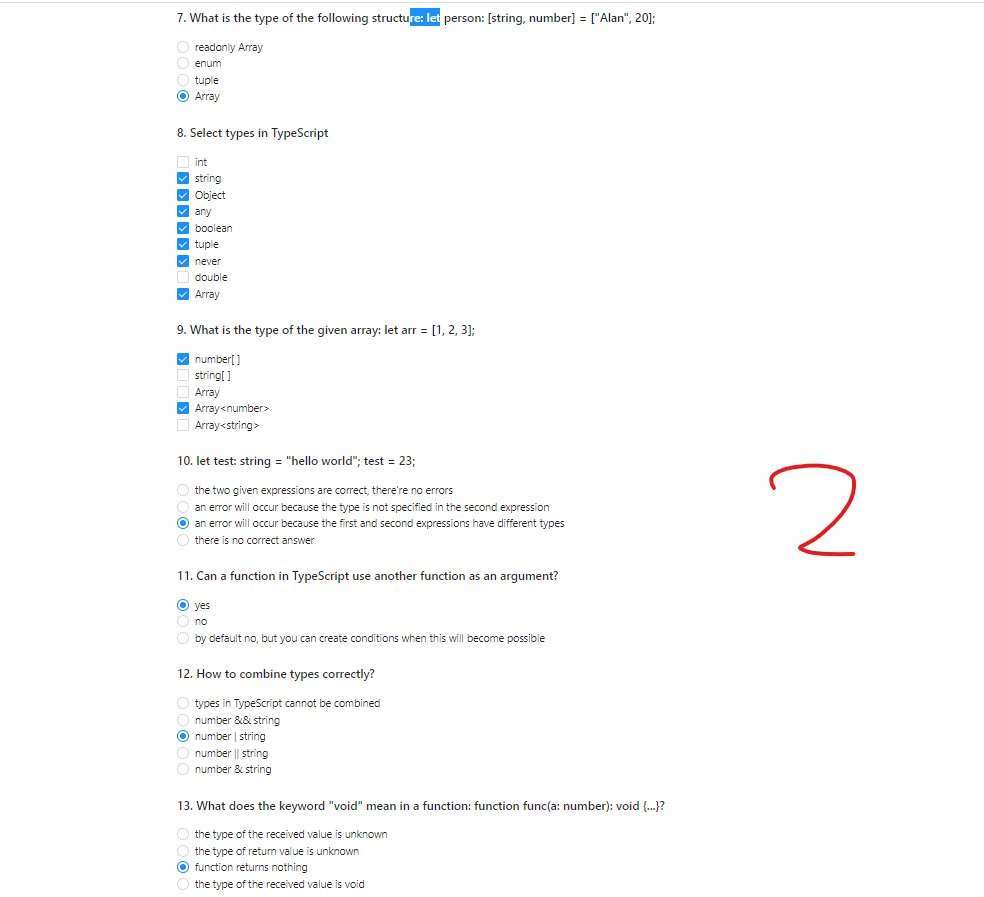 7. What is the type of the following structure: let person: [string, number] = ["Alan", 20];
readonly Array
enum
tuple
Array
8. Select types in TypeScript
int
string
Object
any
boolean
tuple
never
double
Array
9. What is the type of the given array: let arr = [1, 2, 3];
number[ ]
string[ ]
Array
Array<number>
Array<string>
10. let test: string = "hello world"; test = 23;
the two given expressions are correct, there're no errors
an error will occur because the type is not specified in the second expression
an error will occur because the first and second expressions have different types
there is no correct answer
2
11. Can a function in TypeScript use another function as an argument?
yes
no
by default no, but you can create conditions when this will become possible
12. How to combine types correctly?
types in TypeScript cannot be combined
number && string
number | string
number || string
number & string
13. What does the keyword "void" mean in a function: function func(a: number): void {...}?
the type of the received value is unknown
the type of return value is unknown
function returns nothing
the type of the received value is void